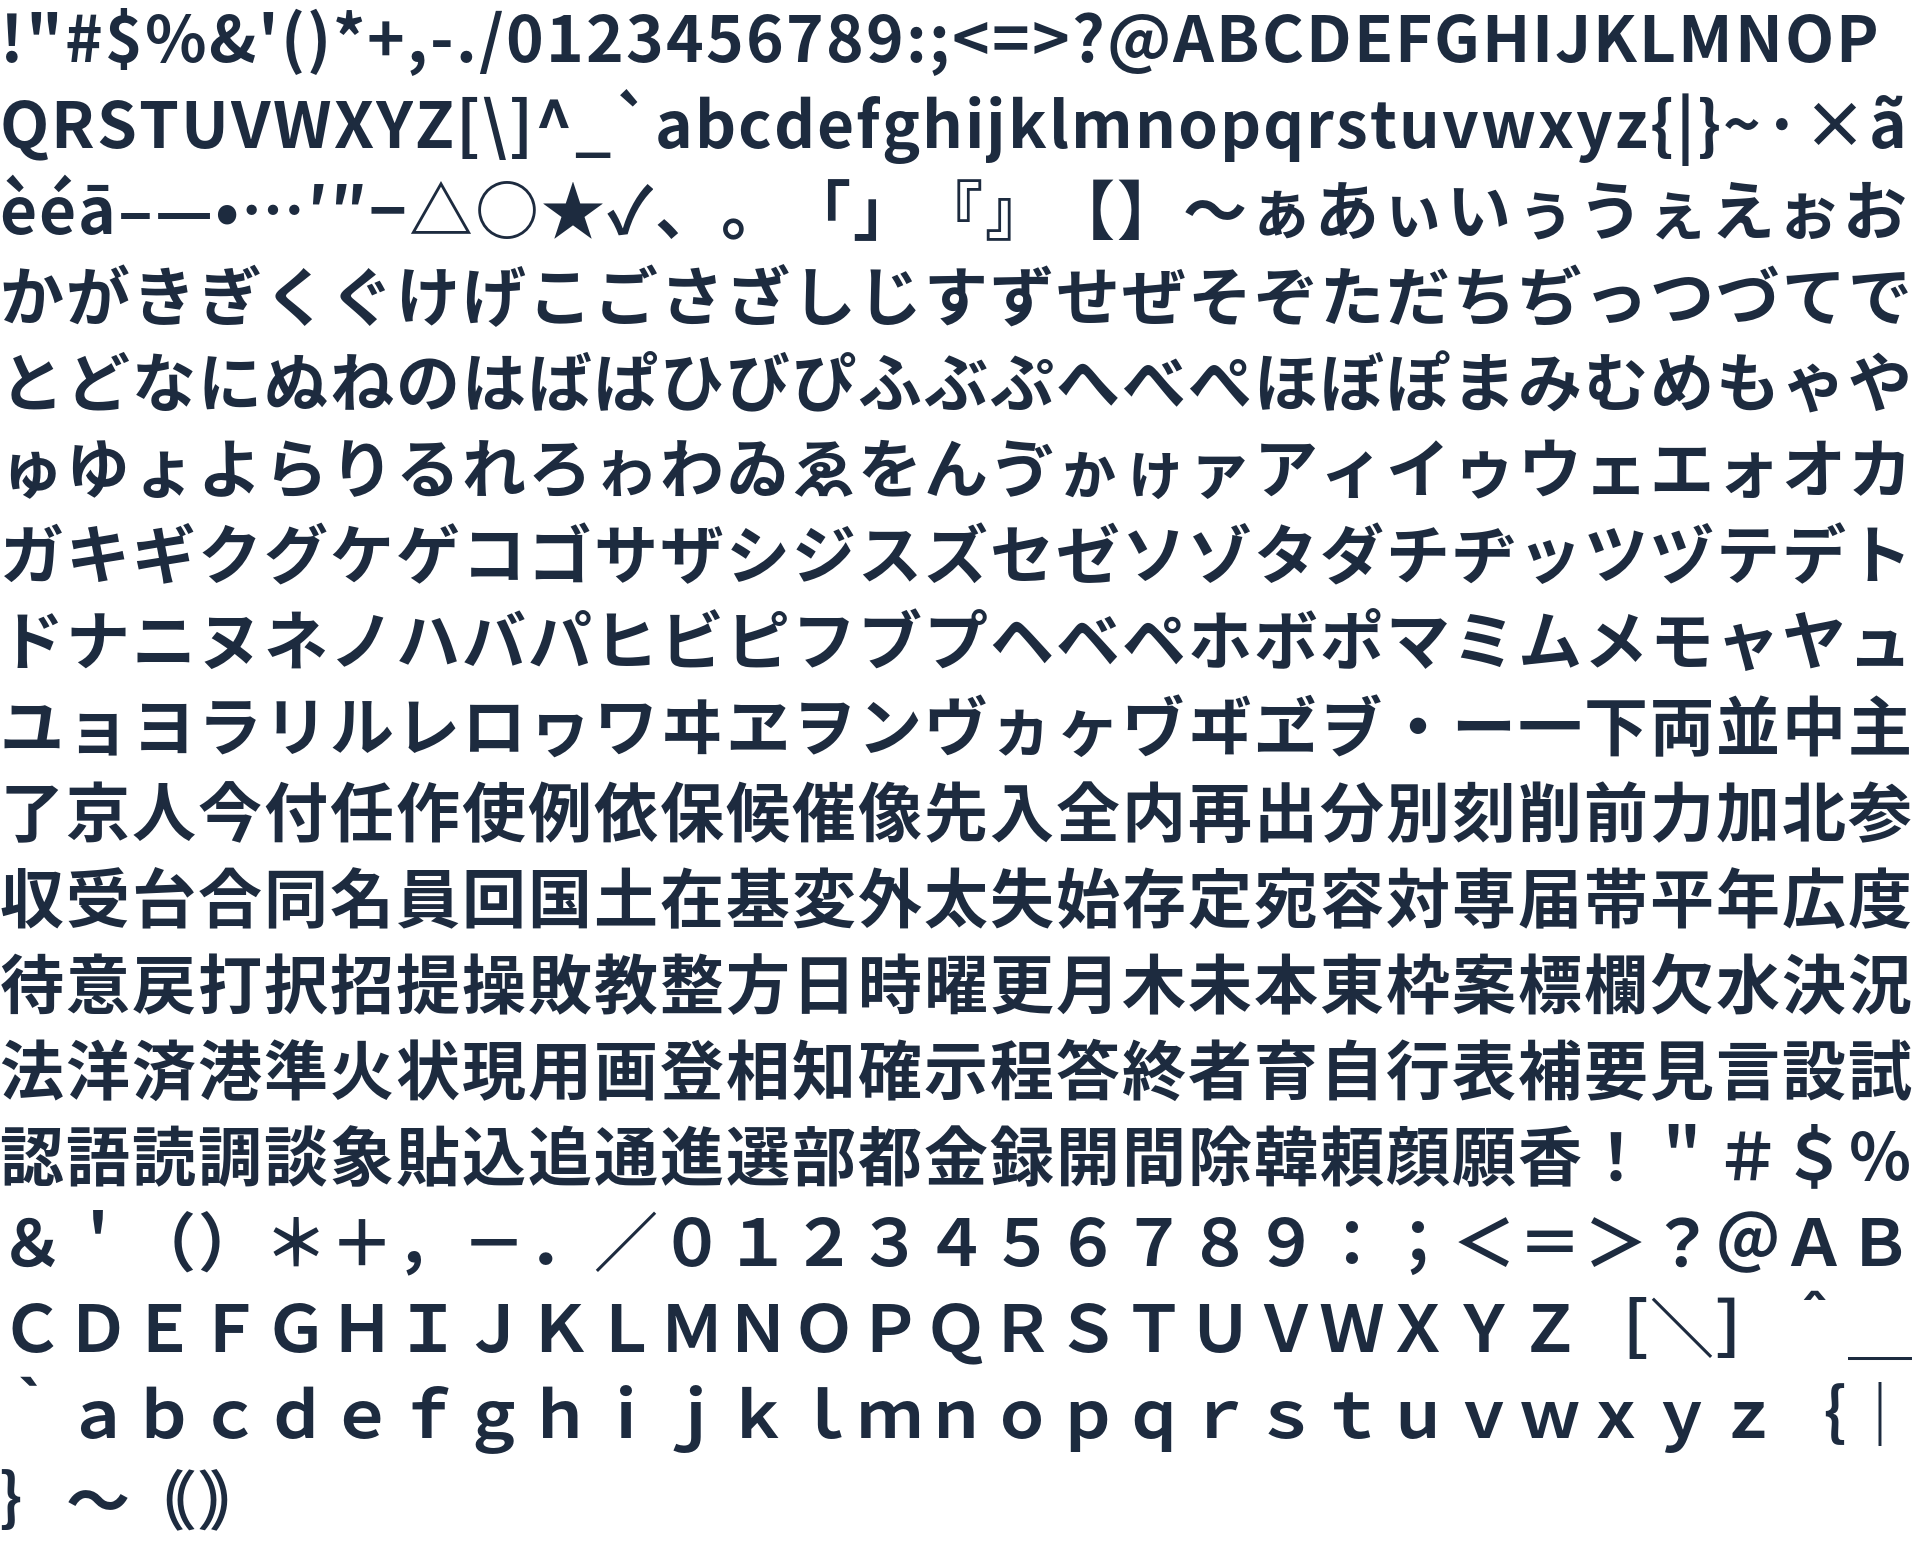 !"#$%&'()*+,-./0123456789:;<=>?@ABCDEFGHIJKLMNOP
QRSTUVWXYZ[\]^_`abcdefghijklmnopqrstuvwxyz{|}~·×ã
èéā–—•…′″−△○★✓、。「」『』【】〜ぁあぃいぅうぇえぉお
かがきぎくぐけげこごさざしじすずせぜそぞただちぢっつづてで
とどなにぬねのはばぱひびぴふぶぷへべぺほぼぽまみむめもゃや
ゅゆょよらりるれろゎわゐゑをんゔゕゖァアィイゥウェエォオカ
ガキギクグケゲコゴサザシジスズセゼソゾタダチヂッツヅテデト
ドナニヌネノハバパヒビピフブプヘベペホボポマミムメモャヤュ
ユョヨラリルレロヮワヰヱヲンヴヵヶヷヸヹヺ・ー一下両並中主
了京人今付任作使例依保候催像先入全内再出分別刻削前力加北参
収受台合同名員回国土在基変外太失始存定宛容対専届帯平年広度
待意戻打択招提操敗教整方日時曜更月木未本東枠案標欄欠水決況
法洋済港準火状現用画登相知確示程答終者育自行表補要見言設試
認語読調談象貼込追通進選部都金録開間除韓頼顔願香！＂＃＄％
＆＇（）＊＋，－．／０１２３４５６７８９：；＜＝＞？＠ＡＢ
ＣＤＥＦＧＨＩＪＫＬＭＮＯＰＱＲＳＴＵＶＷＸＹＺ［＼］＾＿
｀ａｂｃｄｅｆｇｈｉｊｋｌｍｎｏｐｑｒｓｔｕｖｗｘｙｚ｛｜
｝～｟｠